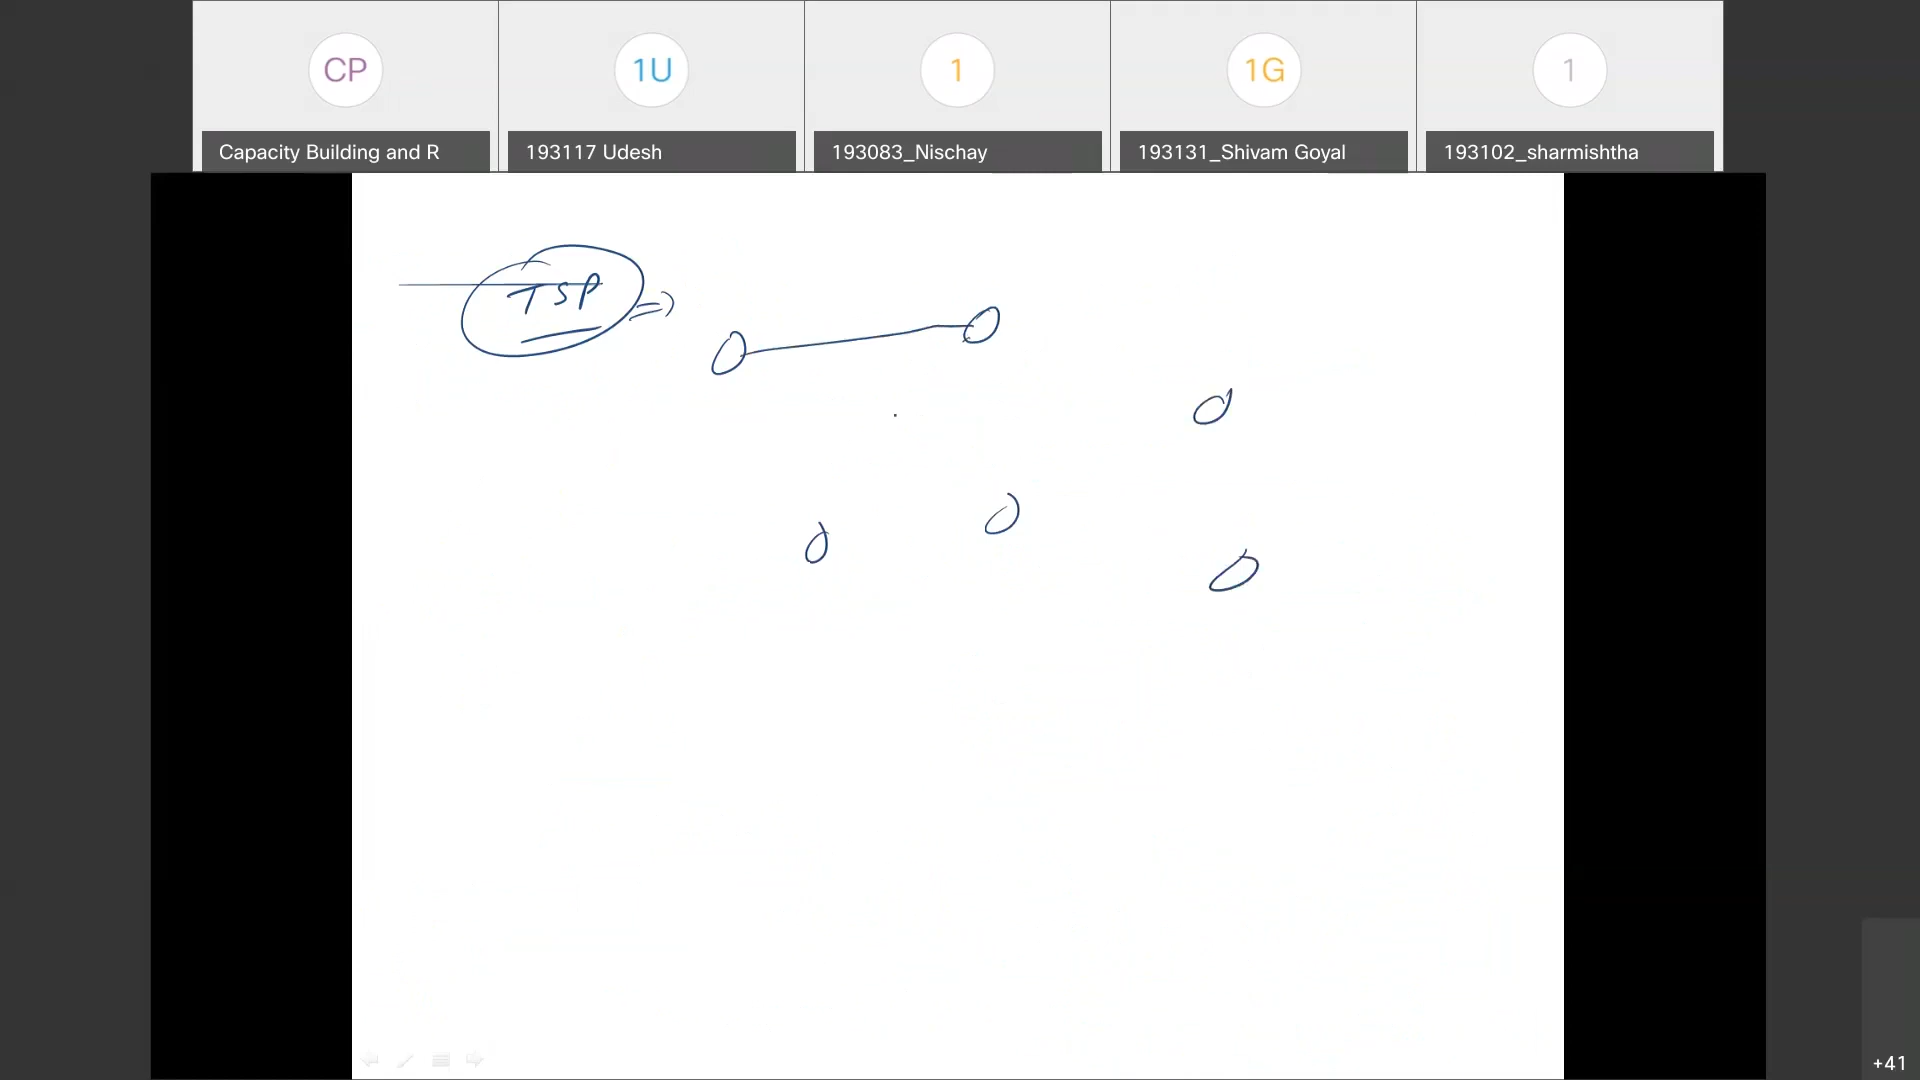 CP
1U
1
1G
1
Capacity Building and R
193117 Udesh
193083_Nischay
193131_Shivam Goyal
193102_sharmishtha
TSP =>
+41